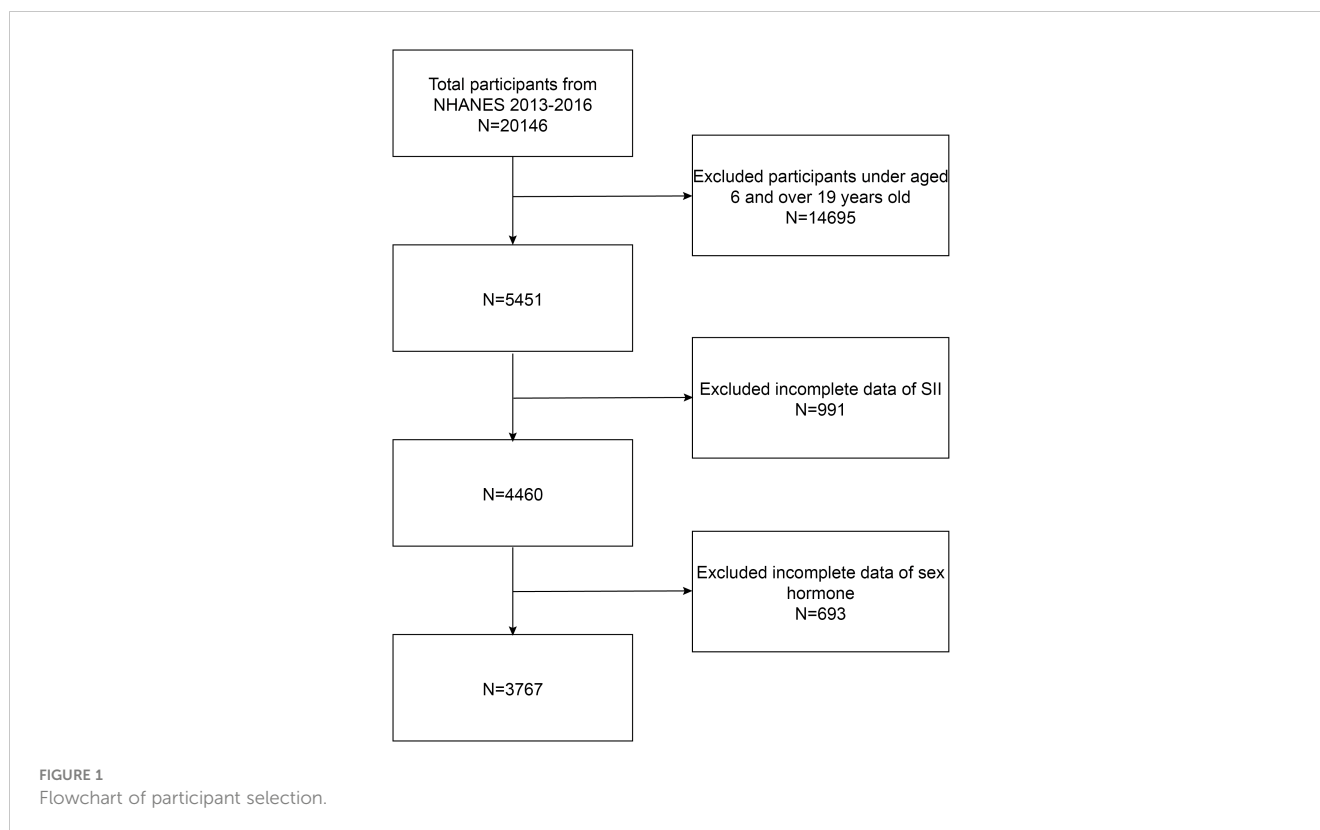 Total participants from
NHANES 2013-2016
N=20146
Excluded participants under aged
6 and over 19 years old
N=14695
N=5451
Excluded incomplete data of SII
N=991
N=4460
Excluded incomplete data of sex
hormone
N=693
N=3767
FIGURE 1
Flowchart of participant selection.